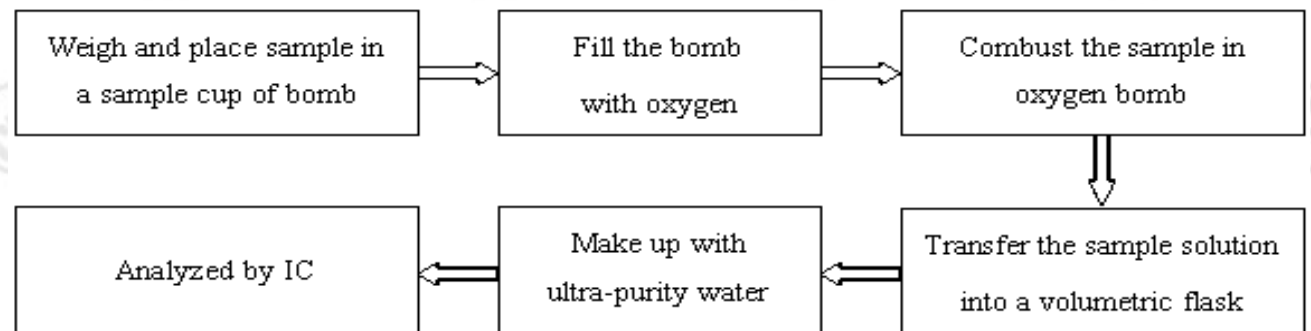 Weigh and place sample in
a sample cup of bomb
Fill the bomb
with oxygen
Combust the sample in
oxygen bomb
Transfer the sample solution
into a volumetric flask
Make up with
ultra-purity water
Analyzed by IC